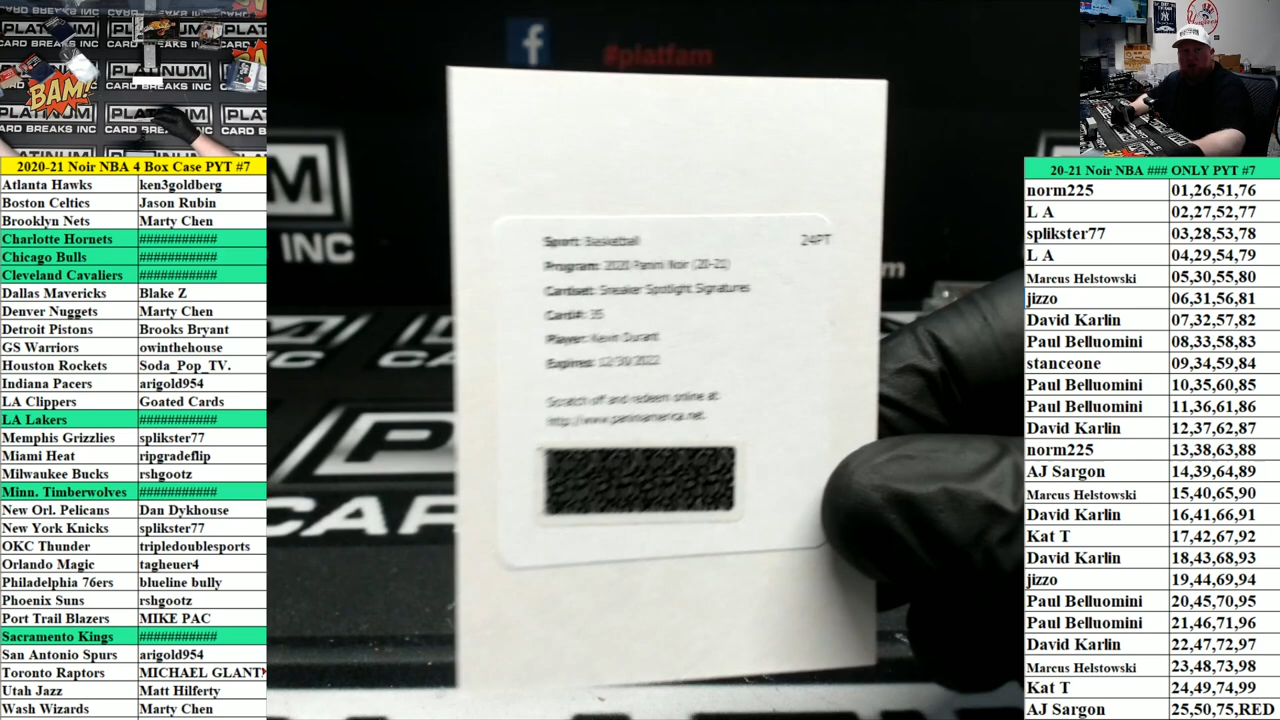 PLATINUM
CARD BREAKS INC
BAM!
2020-21 Noir NBA 4 Box Case PYT #7
Atlanta Hawks ken3goldberg
Boston Celtics Jason Rubin
Brooklyn Nets Marty Chen
Charlotte Hornets ###########
Chicago Bulls ###########
Cleveland Cavaliers ###########
Dallas Mavericks Blake Z
Denver Nuggets Marty Chen
Detroit Pistons Brooks Bryant
GS Warriors owinthehouse
Houston Rockets Soda_Pop_TV.
Indiana Pacers arigold954
LA Clippers Goated Cards
LA Lakers ###########
Memphis Grizzlies splikster77
Miami Heat ripgradeflip
Milwaukee Bucks rshgootz
Minn. Timberwolves ###########
New Orl. Pelicans Dan Dykhouse
New York Knicks splikster77
OKC Thunder tripledoublesports
Orlando Magic tagheuer4
Philadelphia 76ers blueline bully
Phoenix Suns rshgootz
Port Trail Blazers MIKE PAC
Sacramento Kings ###########
San Antonio Spurs arigold954
Toronto Raptors MICHAEL GLANT
Utah Jazz Matt Hilferty
Wash Wizards Marty Chen
f #platfam
Sport: Basketball 24PT
Program: 2020 Panini Noir (20-21)
Cardset: Sneaker Spotlight Signatures
Card#: 35
Player: Kevin Durant
Expires: 12/30/2022
Scratch off and redeem online at:
http://www.paniniamerica.net.
20-21 Noir NBA ### ONLY PYT #7
norm225 01,26,51,76
L A 02,27,52,77
splikster77 03,28,53,78
L A 04,29,54,79
Marcus Helstowski 05,30,55,80
jizzo 06,31,56,81
David Karlin 07,32,57,82
Paul Belluomini 08,33,58,83
stanceone 09,34,59,84
Paul Belluomini 10,35,60,85
Paul Belluomini 11,36,61,86
David Karlin 12,37,62,87
norm225 13,38,63,88
AJ Sargon 14,39,64,89
Marcus Helstowski 15,40,65,90
David Karlin 16,41,66,91
Kat T 17,42,67,92
David Karlin 18,43,68,93
jizzo 19,44,69,94
Paul Belluomini 20,45,70,95
Paul Belluomini 21,46,71,96
David Karlin 22,47,72,97
Marcus Helstowski 23,48,73,98
Kat T 24,49,74,99
AJ Sargon 25,50,75,RED